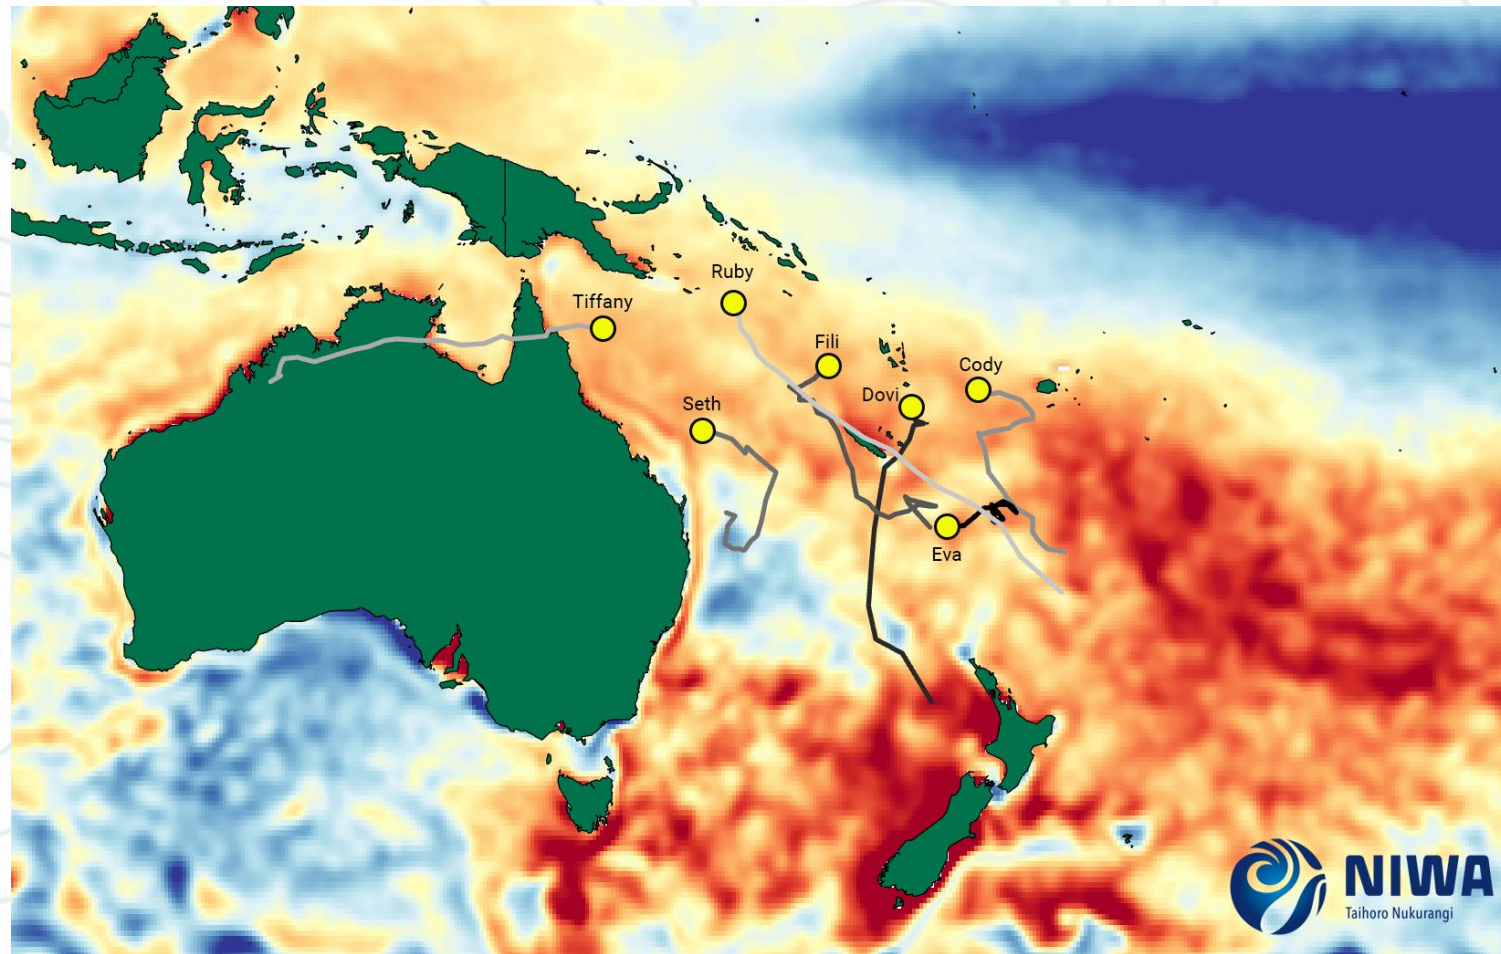 Ruby
Tiffany
Fili
Cody
Dovi
Seth
Eva
NIWA
Taihoro Nukurangi